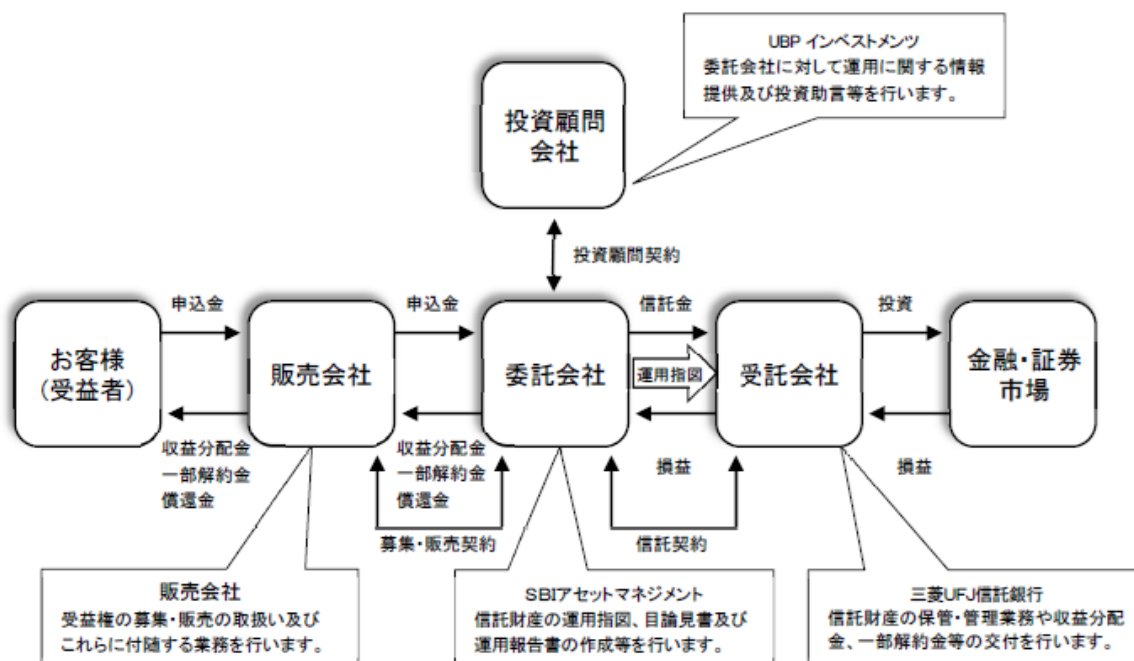 UBP インベストメンツ
委託会社に対して運用に関する情報
提供及び投資助言等を行います。
投資顧問
会社
投資顧問契約
申込金
申込金
信託金
投資
お客様
(受益者)
販売会社
委託会社
運用指図
受託会社
金融・証券
市場
収益分配金
一部解約金
償還金
収益分配金
一部解約金
償還金
損益
損益
募集・販売契約
信託契約
販売会社
受益権の募集・販売の取扱い及び
これらに付随する業務を行います。
SBIアセットマネジメント
信託財産の運用指図、目論見書及び
運用報告書の作成等を行います。
三菱UFJ信託銀行
信託財産の保管・管理業務や収益分配
金、一部解約金等の交付を行います。